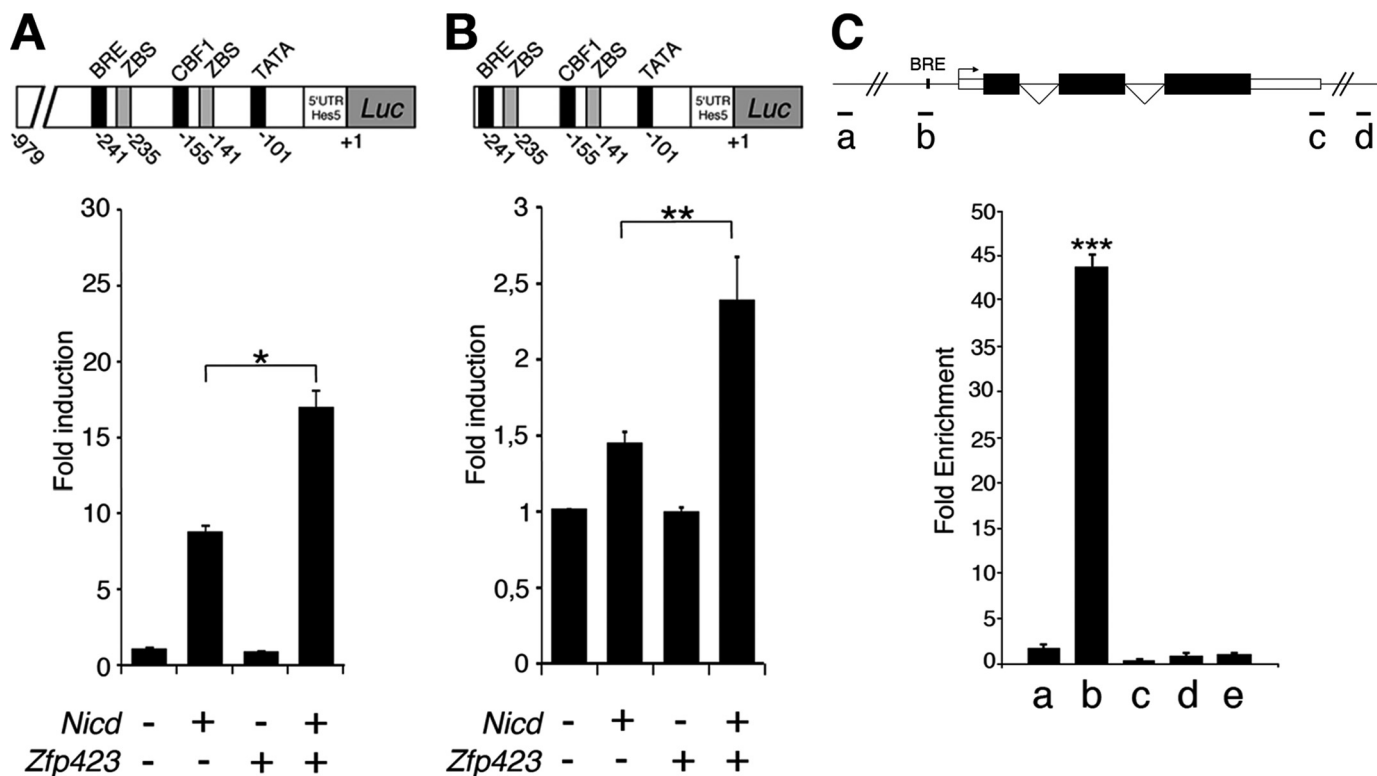 A
BRE ZBS CBF1 ZBS TATA
5'UTR Hes5 Luc
-979 -241 -235 -155 -141 -101 +1
Fold induction
30
25
20
15
10
5
0
*
Nicd - + - +
Zfp423 - - + +
B
BRE ZBS CBF1 ZBS TATA
5'UTR Hes5 Luc
-241 -235 -155 -141 -101 +1
Fold induction
3
2,5
2
1,5
1
0,5
0
**
Nicd - + - +
Zfp423 - - + +
C
BRE
a b c d
Fold Enrichment
50
45
40
35
30
25
20
15
10
5
0
***
a b c d e